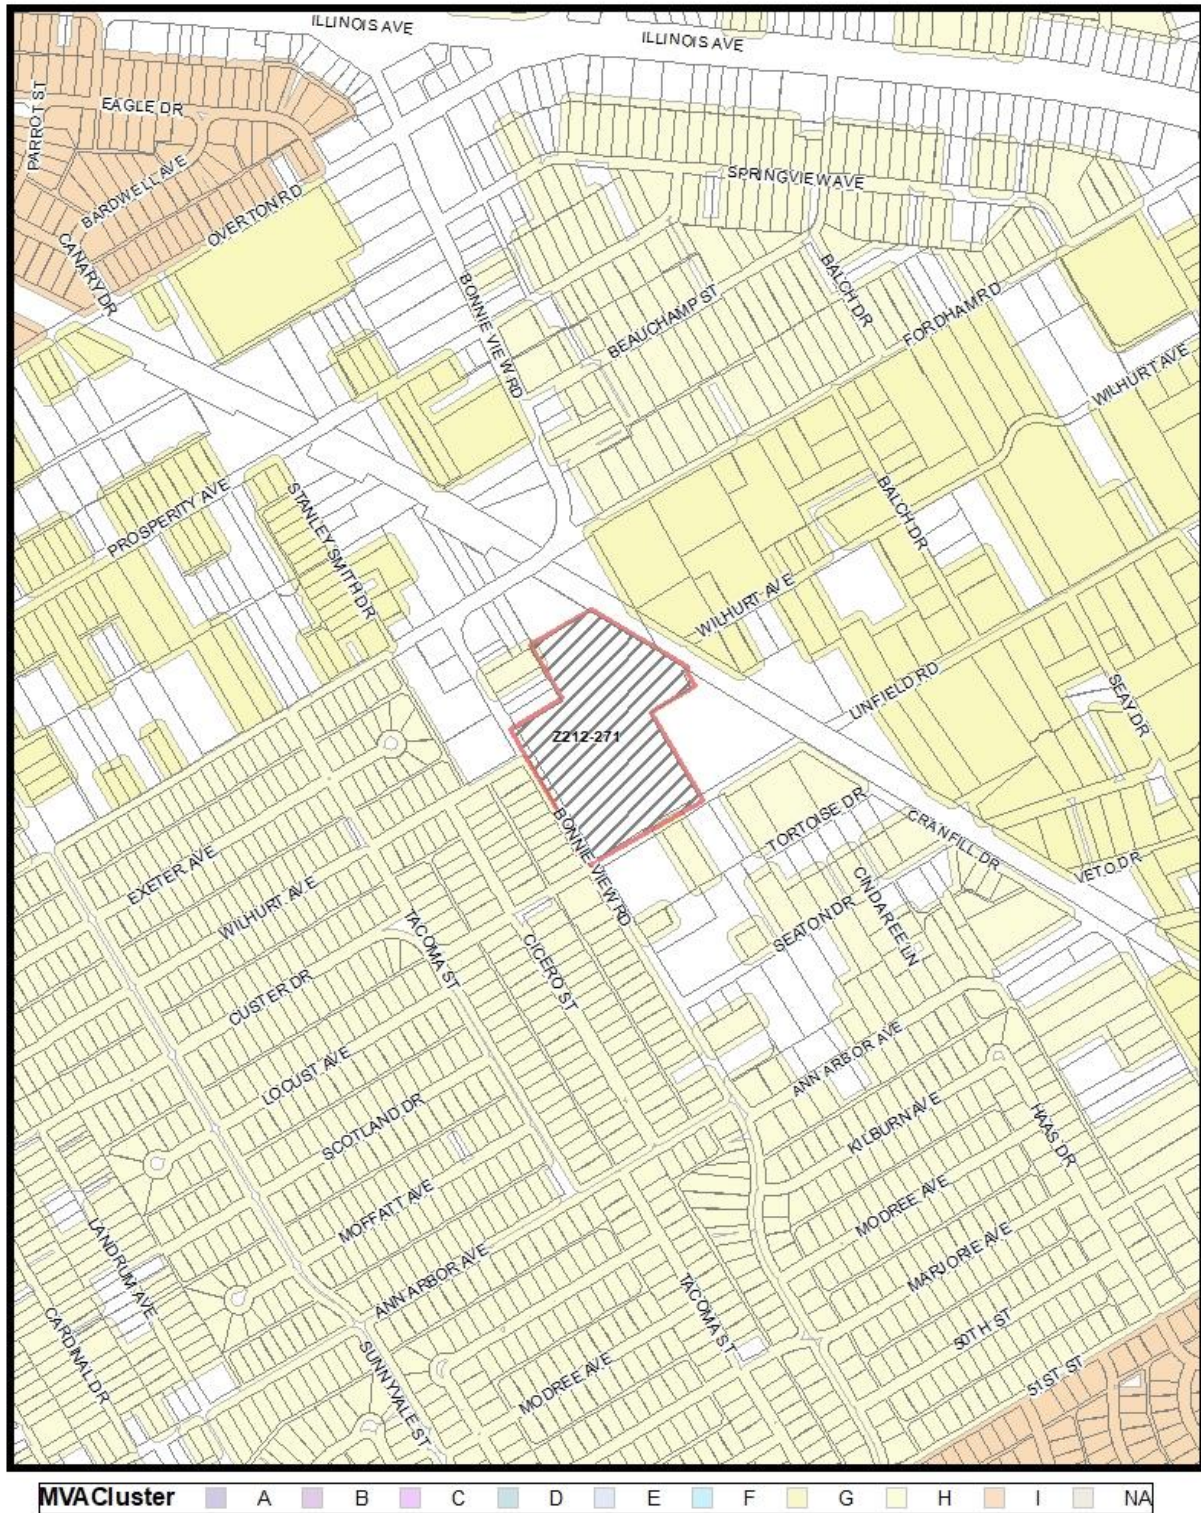 ILLINOIS AVE
ILLINOIS AVE
PARROT ST
EAGLE DR
BARDWELL AVE
OVERTON RD
CANARY DR
SPRINGVIEW AVE
BONNIE VIEW RD
BEAUCHAMP ST
BALCH DR
FORDHAM RD
WILHURT AVE
PROSPERITY AVE
STANLEY SMITH DR
BALCH DR
WILHURT AVE
LINFIELD RD
SEAY DR
Z212-271
BONNIE VIEW RD
TORTOISE DR
CRANFILL DR
VETO DR
EXETER AVE
WILHURT AVE
TACOMA ST
CICERO ST
CINDAREE LN
SEATON DR
CUSTER DR
LOCUST AVE
ANN ARBOR AVE
SCOTLAND DR
KILBURN AVE
HAAS DR
MOFFATT AVE
MODREE AVE
LANDRUM AVE
ANN ARBOR AVE
MARJORIE AVE
CARDINAL DR
TACOMA ST
50TH ST
SUNNYVALE ST
MODREE AVE
51ST ST
MVACluster A B C D E F G H I NA